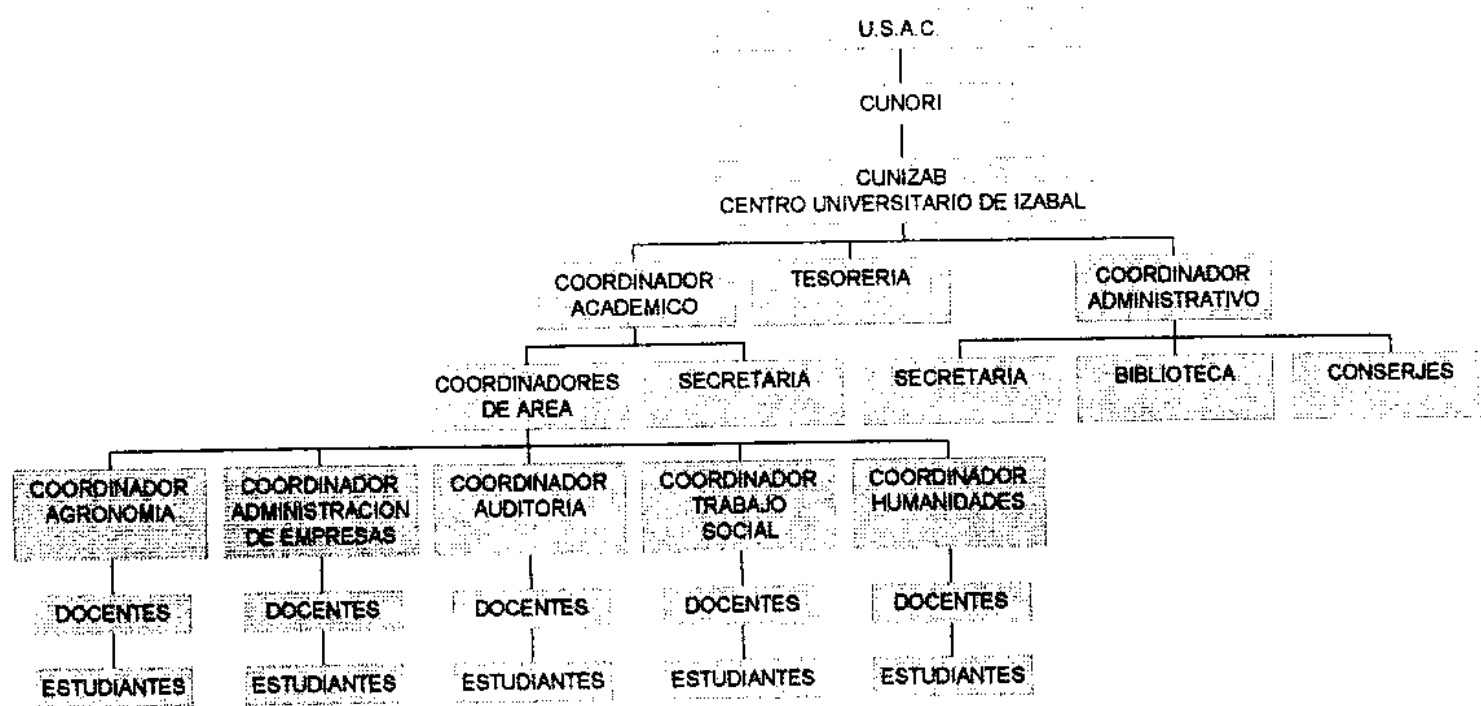 U.S.A.C.
CUNORI
CUNIZAB
CENTRO UNIVERSITARIO DE IZABAL
COORDINADOR
ACADEMICO
TESORERIA
COORDINADOR
ADMINISTRATIVO
COORDINADORES
DE AREA
SECRETARIA
SECRETARIA
BIBLIOTECA
CONSERJES
COORDINADOR
AGRONOMIA
COORDINADOR
ADMINISTRACION
DE EMPRESAS
COORDINADOR
AUDITORIA
COORDINADOR
TRABAJO
SOCIAL
COORDINADOR
HUMANIDADES
DOCENTES
DOCENTES
DOCENTES
DOCENTES
DOCENTES
ESTUDIANTES
ESTUDIANTES
ESTUDIANTES
ESTUDIANTES
ESTUDIANTES